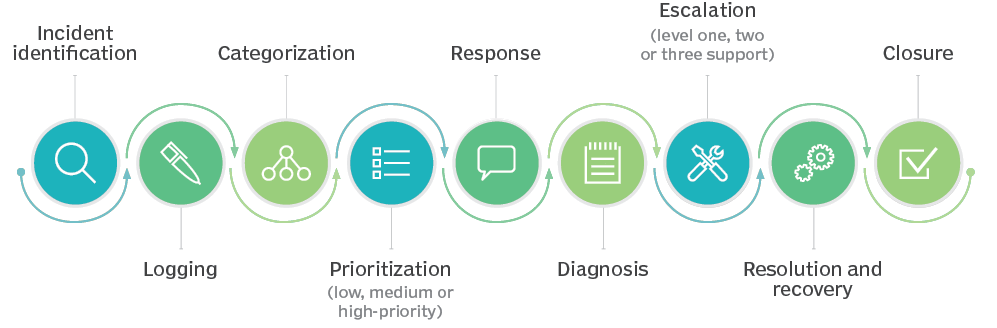 Incident
identification
Logging
Categorization
Prioritization
(low, medium or
high-priority)
Response
Diagnosis
Escalation
(level one, two
or three support)
Resolution and
recovery
Closure